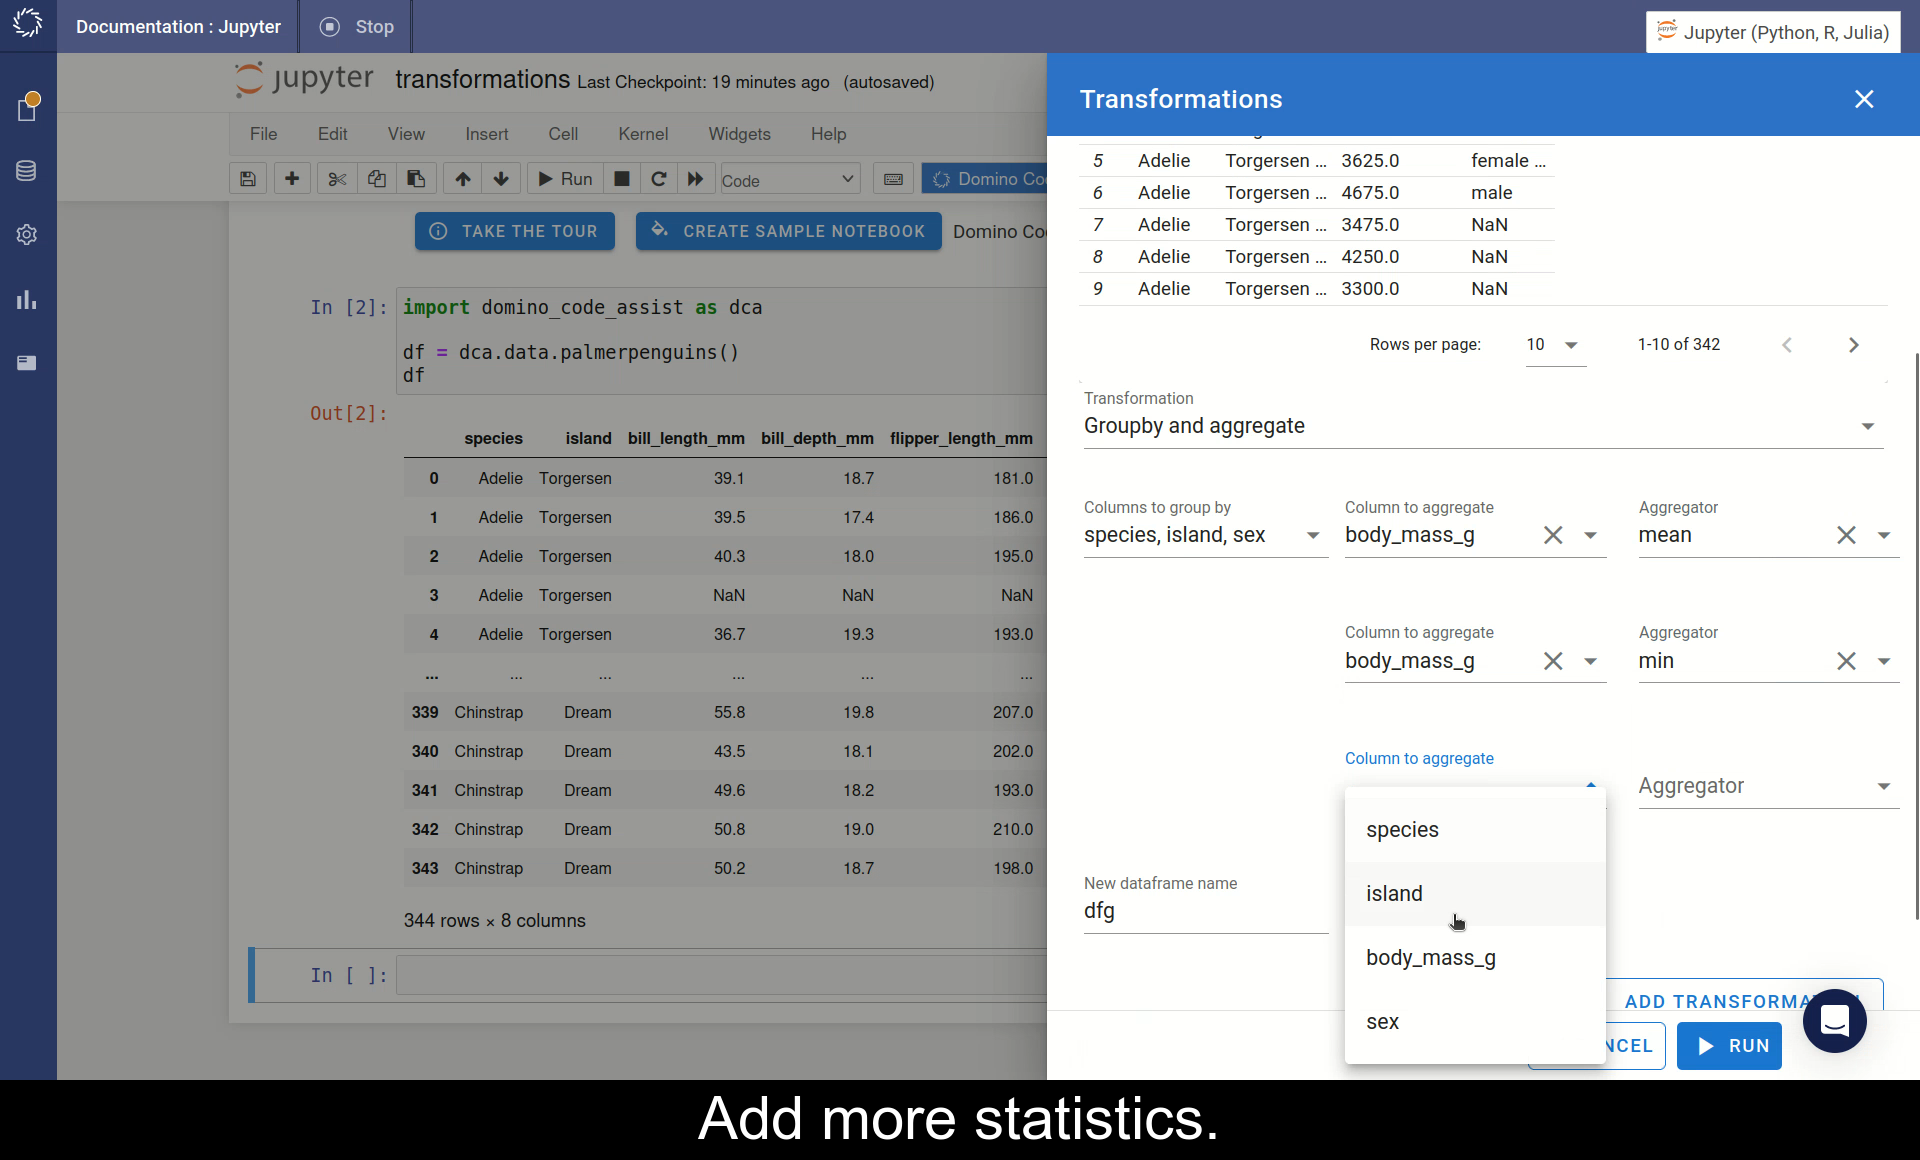 Documentation : Jupyter
Stop
Jupyter (Python, R, Julia)
jupyter transformations Last Checkpoint: 19 minutes ago (autosaved)
File Edit View Insert Cell Kernel Widgets Help
Run Code
TAKE THE TOUR CREATE SAMPLE NOTEBOOK
In [2]: import domino_code_assist as dca
df = dca.data.palmerpenguins()
df
Out[2]:
species island bill_length_mm bill_depth_mm flipper_length_mm
0 Adelie Torgersen 39.1 18.7 181.0
1 Adelie Torgersen 39.5 17.4 186.0
2 Adelie Torgersen 40.3 18.0 195.0
3 Adelie Torgersen NaN NaN NaN
4 Adelie Torgersen 36.7 19.3 193.0
... ... ... ... ... ...
339 Chinstrap Dream 55.8 19.8 207.0
340 Chinstrap Dream 43.5 18.1 202.0
341 Chinstrap Dream 49.6 18.2 193.0
342 Chinstrap Dream 50.8 19.0 210.0
343 Chinstrap Dream 50.2 18.7 198.0
344 rows × 8 columns
In [ ]:
Transformations
5 Adelie Torgersen ... 3625.0 female ...
6 Adelie Torgersen ... 4675.0 male
7 Adelie Torgersen ... 3475.0 NaN
8 Adelie Torgersen ... 4250.0 NaN
9 Adelie Torgersen ... 3300.0 NaN
Rows per page: 10 1-10 of 342
Transformation
Groupby and aggregate
Columns to group by Column to aggregate Aggregator
species, island, sex body_mass_g mean
Column to aggregate Aggregator
body_mass_g min
Column to aggregate
Aggregator
species
island
body_mass_g
sex
New dataframe name
dfg
RUN
Add more statistics.